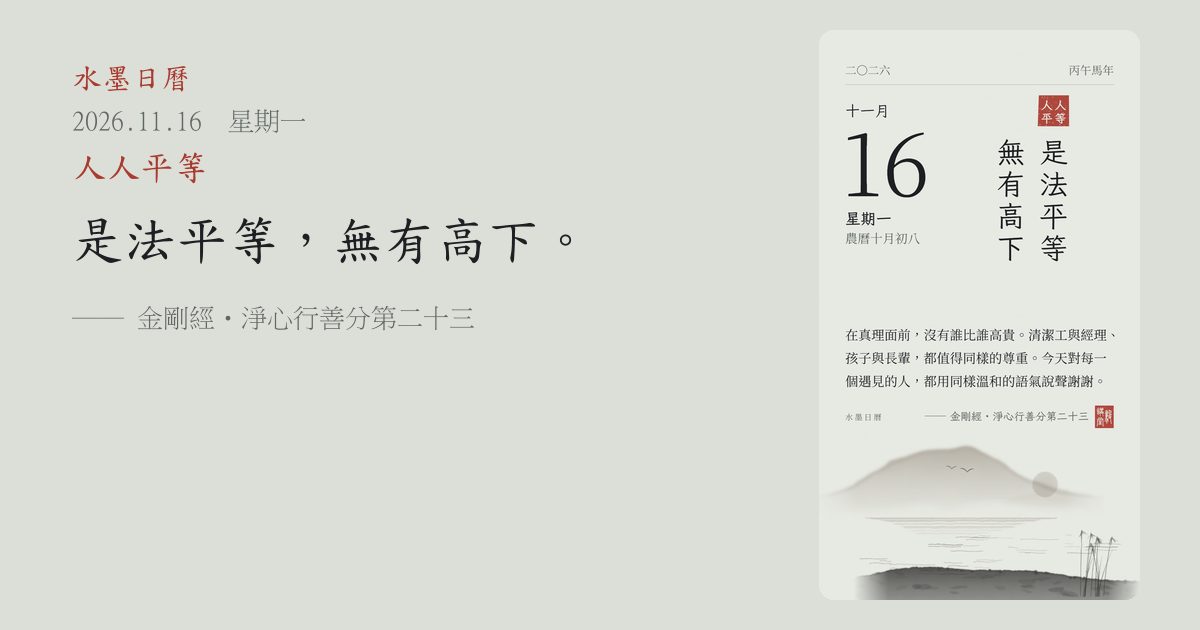 水墨日曆
2026.11.16　星期一
人人平等
是法平等，無有高下。
—— 金剛經・淨心行善分第二十三
二〇二六
丙午馬年
十一月
16
星期一
農曆十月初八
人人平等
是法平等
無有高下
在真理面前，沒有誰比誰高貴。清潔工與經理、
孩子與長輩，都值得同樣的尊重。今天對每一
個遇見的人，都用同樣溫和的語氣說聲謝謝。
水墨日曆
—— 金剛經・淨心行善分第二十三